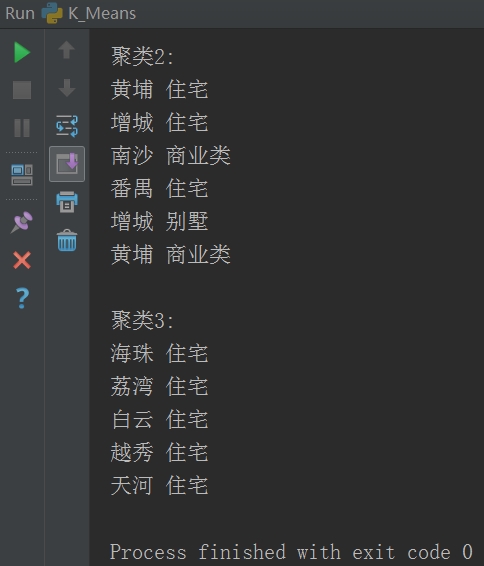 Run K_Means
聚类2:
黄埔 住宅
增城 住宅
南沙 商业类
番禺 住宅
增城 别墅
黄埔 商业类
聚类3:
海珠 住宅
荔湾 住宅
白云 住宅
越秀 住宅
天河 住宅
Process finished with exit code 0